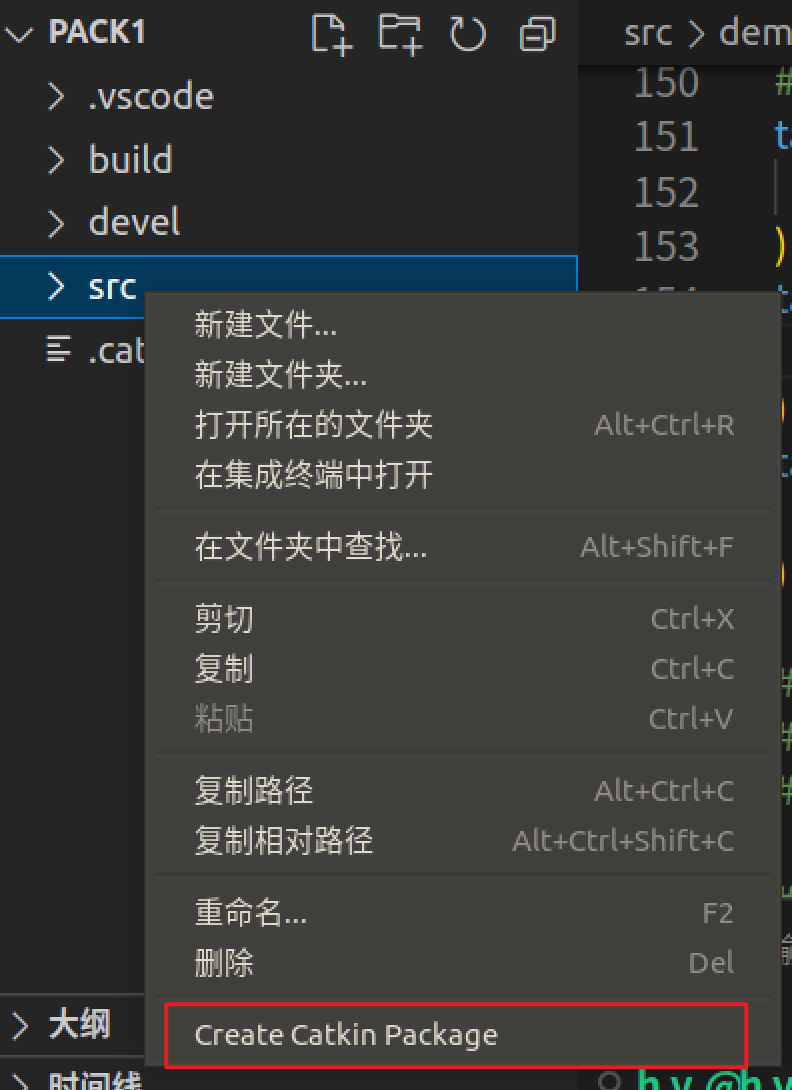 PACK1
src > dem
.vscode
build
devel
src
.cat
150 #
151
152
153 )
新建文件...
新建文件夹...
打开所在的文件夹 Alt+Ctrl+R
在集成终端中打开
在文件夹中查找... Alt+Shift+F
剪切 Ctrl+X
复制 Ctrl+C
粘贴 Ctrl+V
复制路径 Alt+Ctrl+C
复制相对路径 Alt+Ctrl+Shift+C
重命名... F2
删除 Del
Create Catkin Package
大纲
时间线